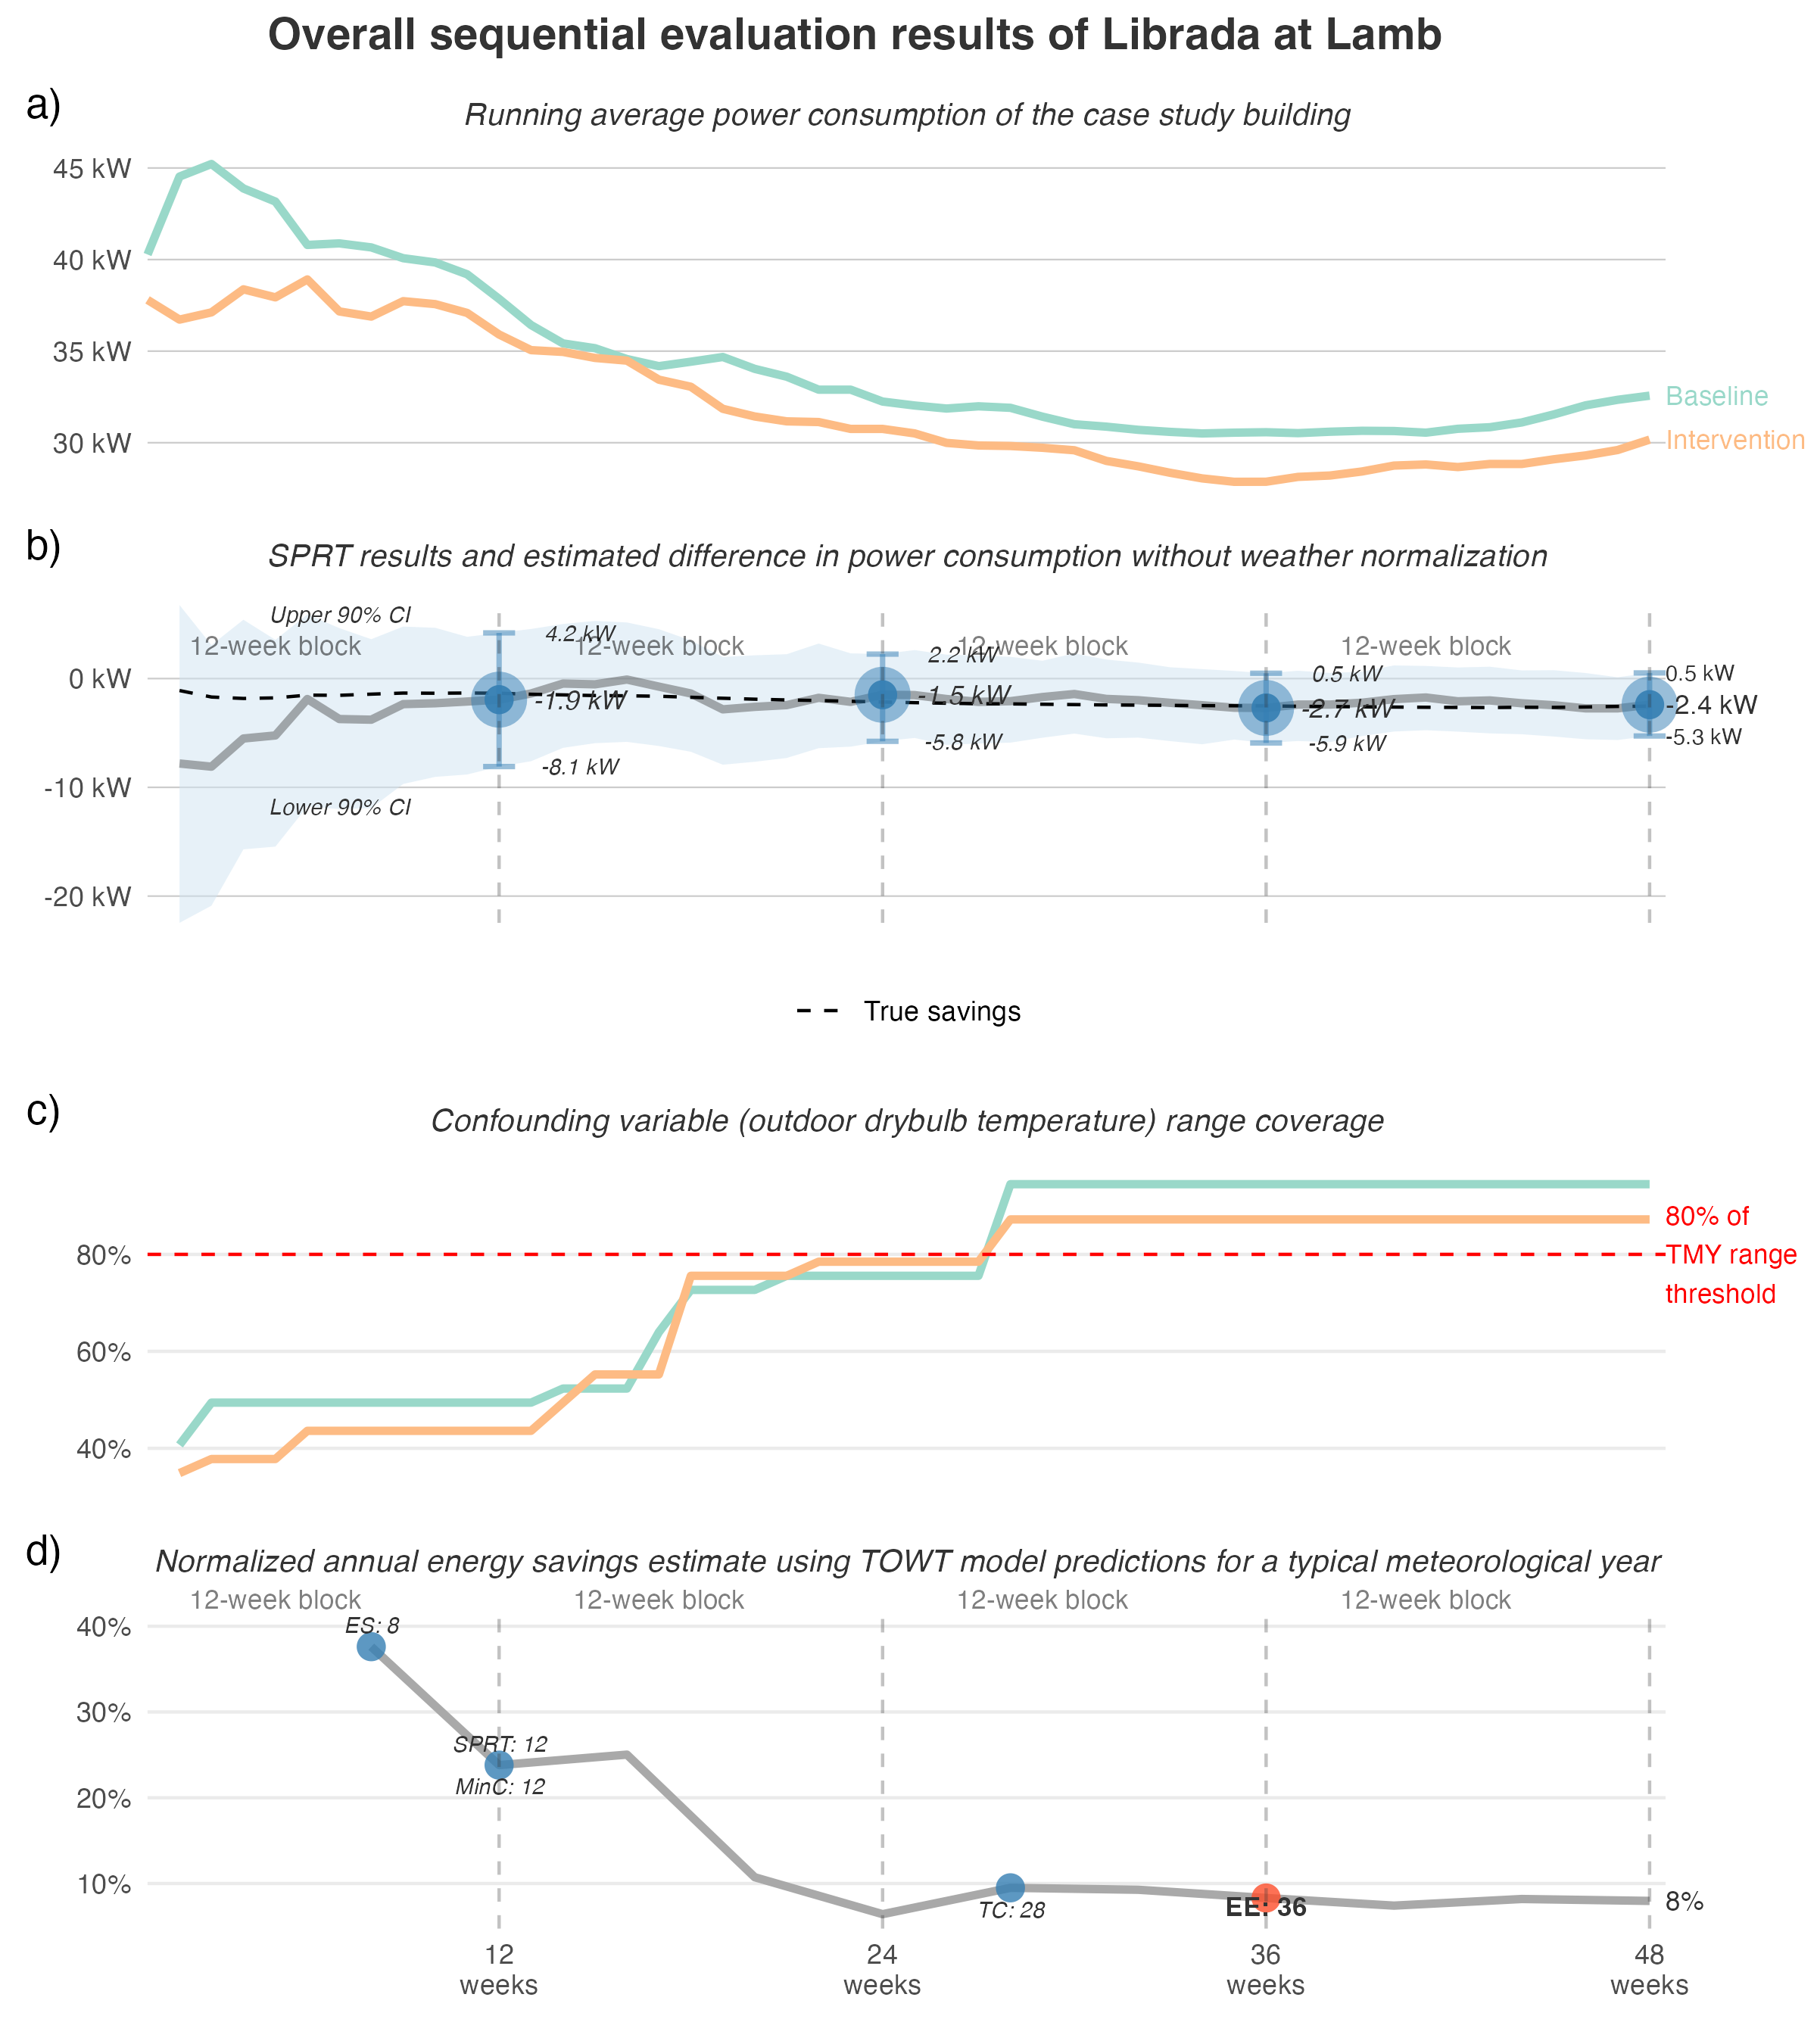 Overall sequential evaluation results of Librada at Lamb
a)
Running average power consumption of the case study building
45 kW
40 kW
35 kW
30 kW
Baseline
Intervention
b)
SPRT results and estimated difference in power consumption without weather normalization
Upper 90% CI
12-week block
12-week block
12-week block
12-week block
4.2 kW
2.2 kW
0.5 kW
0.5 kW
0 kW
-1.9 kW
-1.5 kW
-2.7 kW
-2.4 kW
-8.1 kW
-5.8 kW
-5.9 kW
-5.3 kW
-10 kW
Lower 90% CI
-20 kW
True savings
c)
Confounding variable (outdoor drybulb temperature) range coverage
80%
60%
40%
80% of
TMY range
threshold
d)
Normalized annual energy savings estimate using TOWT model predictions for a typical meteorological year
12-week block
12-week block
12-week block
12-week block
40%
30%
20%
10%
ES: 8
SPRT: 12
MinC: 12
TC: 28
EE: 36
8%
12
weeks
24
weeks
36
weeks
48
weeks